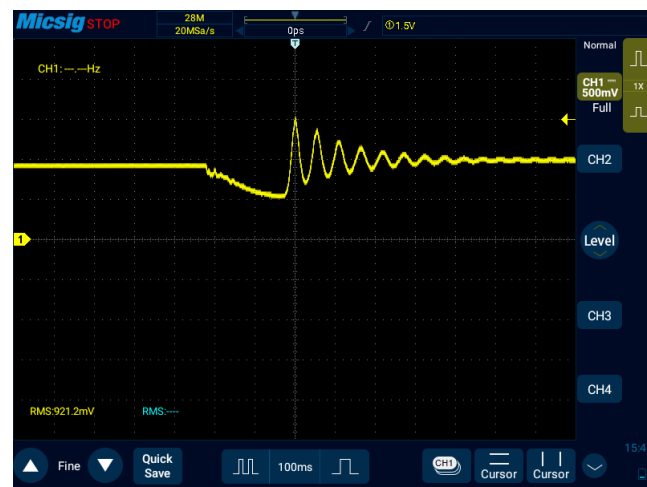 Micsig STOP
28M
20MSa/s
0ps
T
①1.5V
Normal
CH1: ---.---Hz
CH1
500mV
1X
Full
CH2
1
Level
CH3
CH4
RMS:921.2mV
RMS:----
15:4
Fine
Quick
Save
100ms
CH1
Cursor
Cursor